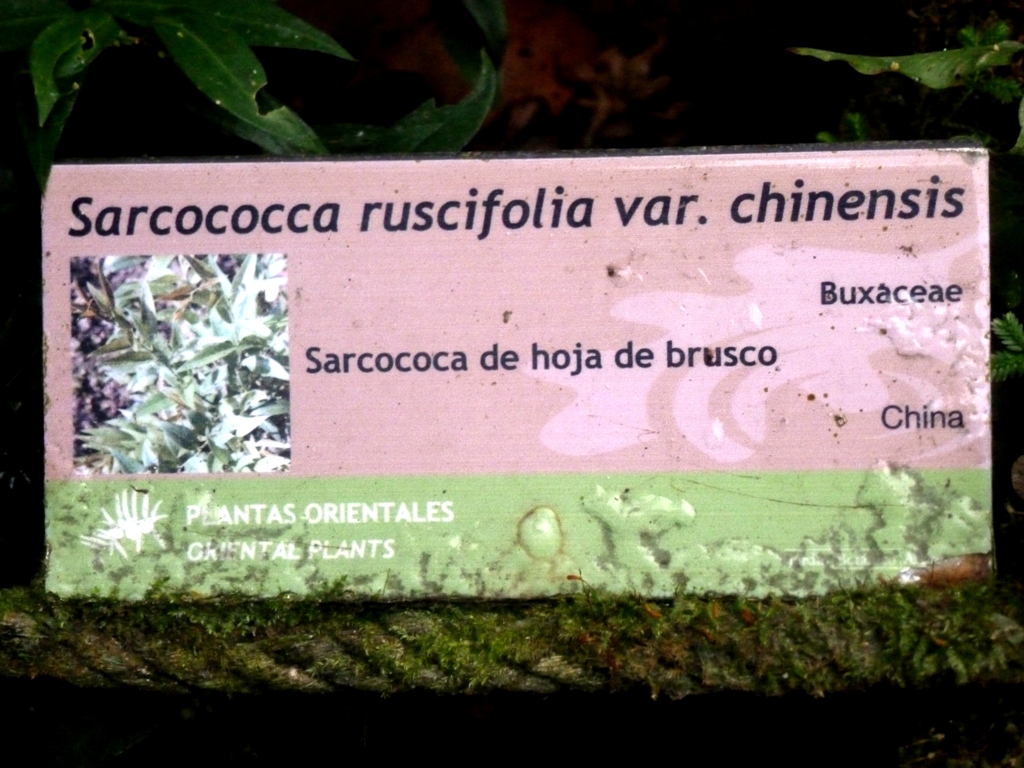 Sarcococca ruscifolia var. chinensis
Buxaceae
Sarcococa de hoja de brusco
China
PLANTAS ORIENTALES
ORIENTAL PLANTS